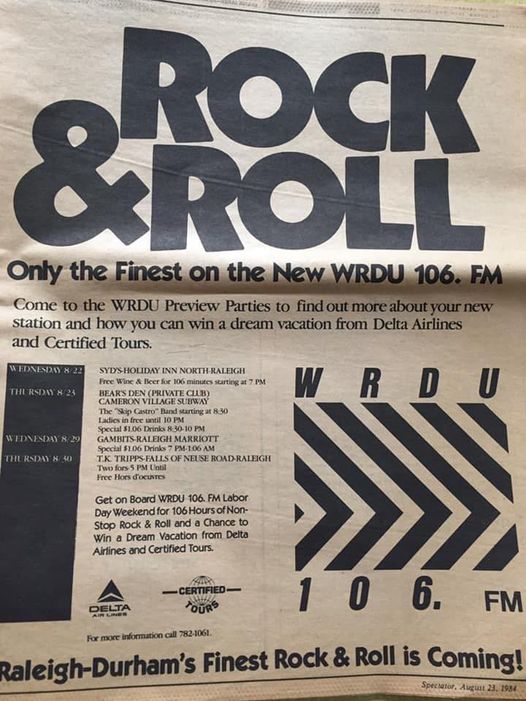 ROCK
& ROLL
Only the Finest on the New WRDU 106. FM
Come to the WRDU Preview Parties to find out more about your new
station and how you can win a dream vacation from Delta Airlines
and Certified Tours.
WEDNESDAY 8/22 SYD'S-HOLIDAY INN NORTH-RALEIGH
Free Wine & Beer for 106 minutes starting at 7 PM
THURSDAY 8/23 BEAR'S DEN (PRIVATE CLUB)
CAMERON VILLAGE SUBWAY
The "Skip Castro" Band starting at 8:30
Ladies in free until 10 PM
Special $1.06 Drinks 8:30-10 PM
WEDNESDAY 8/29 GAMBITS-RALEIGH MARRIOTT
Special $1.06 Drinks 7 PM-1:06 AM
THURSDAY 8/30 T.K. TRIPPS-FALLS OF NEUSE ROAD-RALEIGH
Two fors-5 PM Until
Free Hors d'oeuvres
Get on Board WRDU 106. FM Labor
Day Weekend for 106 Hours of Non-
Stop Rock & Roll and a Chance to
Win a Dream Vacation from Delta
Airlines and Certified Tours.
WRDU
106. FM
DELTA
AIR LINES
CERTIFIED
TOURS
For more information call 782-1061.
Raleigh-Durham's Finest Rock & Roll is Coming!
Spectator, August 23, 1984